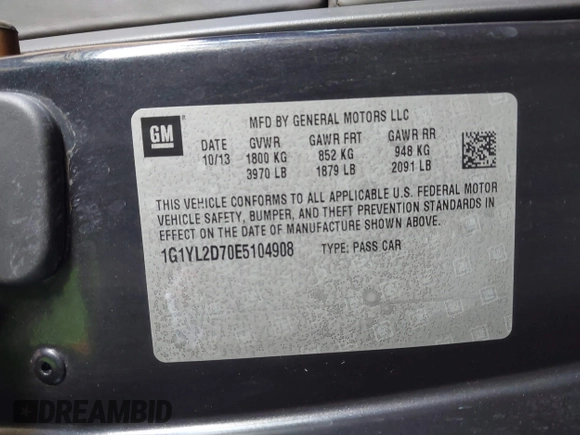 GM
MFD BY GENERAL MOTORS LLC
DATE GVWR GAWR FRT GAWR RR
10/13 1800 KG 852 KG 948 KG
3970 LB 1879 LB 2091 LB
THIS VEHICLE CONFORMS TO ALL APPLICABLE U.S. FEDERAL MOTOR
VEHICLE SAFETY, BUMPER, AND THEFT PREVENTION STANDARDS IN
EFFECT ON THE DATE OF MANUFACTURE SHOWN ABOVE.
1G1YL2D70E5104908 TYPE: PASS CAR
DREAMBID